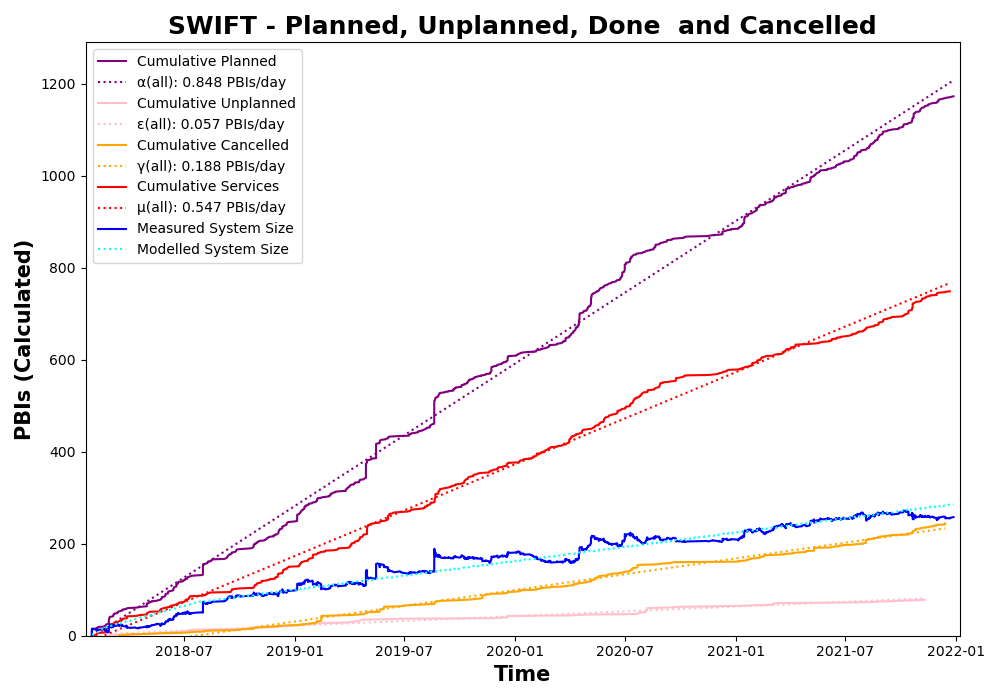 SWIFT - Planned, Unplanned, Done  and Cancelled
Cumulative Planned
α(all): 0.848 PBIs/day
Cumulative Unplanned
ε(all): 0.057 PBIs/day
Cumulative Cancelled
γ(all): 0.188 PBIs/day
Cumulative Services
μ(all): 0.547 PBIs/day
Measured System Size
Modelled System Size
PBIs (Calculated)
1200
1000
800
600
400
200
0
2018-07 2019-01 2019-07 2020-01 2020-07 2021-01 2021-07 2022-01
Time